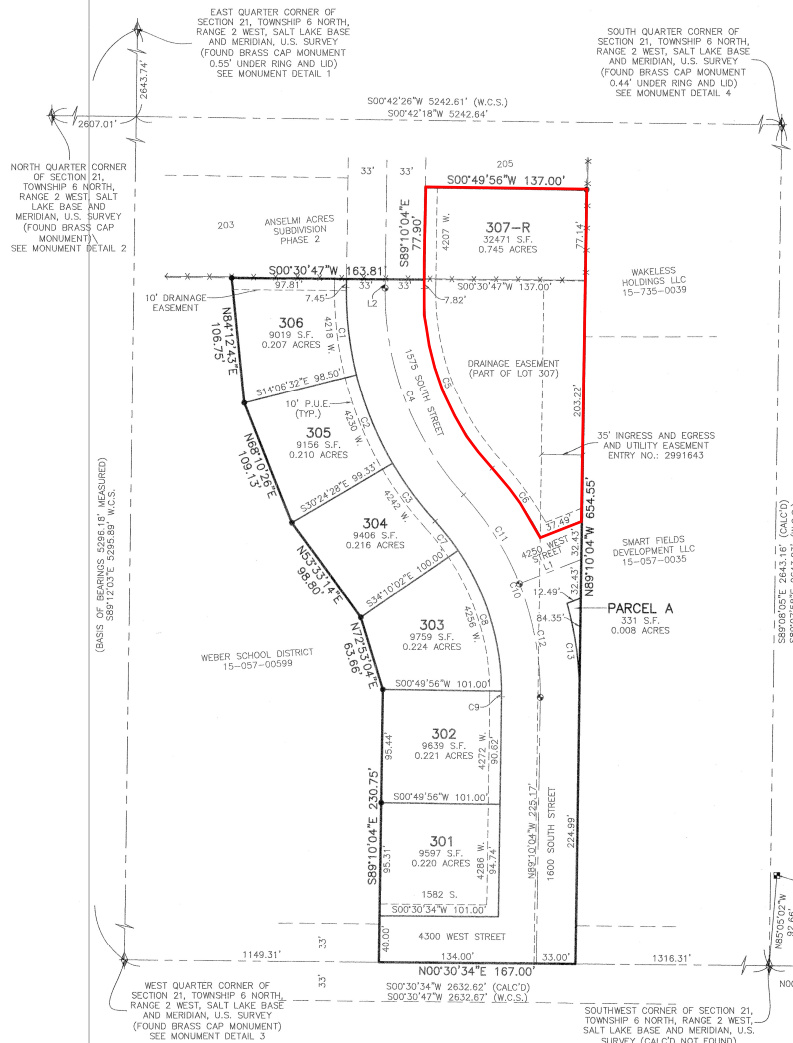 EAST QUARTER CORNER OF
SECTION 21, TOWNSHIP 6 NORTH,
RANGE 2 WEST, SALT LAKE BASE
AND MERIDIAN, U.S. SURVEY
(FOUND BRASS CAP MONUMENT
0.55' UNDER RING AND LID)
SEE MONUMENT DETAIL 1
SOUTH QUARTER CORNER OF
SECTION 21, TOWNSHIP 6 NORTH,
RANGE 2 WEST, SALT LAKE BASE
AND MERIDIAN, U.S. SURVEY
(FOUND BRASS CAP MONUMENT
0.44' UNDER RING AND LID)
SEE MONUMENT DETAIL 4
2643.74'
S00°42'26"W 5242.61' (W.C.S.)
S00°42'18"W 5242.64'
2607.01'
NORTH QUARTER CORNER
OF SECTION 21,
TOWNSHIP 6 NORTH,
RANGE 2 WEST, SALT
LAKE BASE AND
MERIDIAN, U.S. SURVEY
(FOUND BRASS CAP
MONUMENT)
SEE MONUMENT DETAIL 2
203
ANSELMI ACRES
SUBDIVISION
PHASE 2
33'
33'
205
S00°49'56"W 137.00'
S89°10'04"E
77.90'
4207 W.
307-R
32471 S.F.
0.745 ACRES
77.14'
WAKELESS
HOLDINGS LLC
15-735-0039
S00°30'47"W 163.81
97.81'
33'
33'
S00°30'47"W 137.00'
7.45'
L2
7.82'
10' DRAINAGE
EASEMENT
N84°12'43"E
106.75'
306
9019 S.F.
0.207 ACRES
4218 W.
C1
S14°06'32"E 98.50'
10' P.U.E.
(TYP.)
C2
4230 W.
1575 SOUTH STREET
C4
C5
DRAINAGE EASEMENT
(PART OF LOT 307)
203.22'
305
9156 S.F.
0.210 ACRES
N68°10'26"E
109.13'
S30°24'28"E 99.33'
C3
4242 W.
35' INGRESS AND EGRESS
AND UTILITY EASEMENT
ENTRY NO.: 2991643
C6
37.49'
304
9406 S.F.
0.216 ACRES
N53°33'14"E
98.80'
S34°10'02"E 100.00'
C7
C11
4250 WEST
STREET
L1
32.43'
32.43'
N89°10'04"W 654.55'
SMART FIELDS
DEVELOPMENT LLC
15-057-0035
C10
12.49'
84.35'
PARCEL A
331 S.F.
0.008 ACRES
303
9759 S.F.
0.224 ACRES
4256 W.
C8
C12
C13
N72°53'04"E
63.66'
WEBER SCHOOL DISTRICT
15-057-00599
(BASIS OF BEARINGS 5296.18' MEASURED)
S89°12'03"E 5295.89' W.C.S.
S89°08'05"E 2643.16' (CALC'D)
S00°49'56"W 101.00'
C9
302
9639 S.F.
0.221 ACRES
95.44'
4272 W.
90.62'
S00°49'56"W 101.00'
S89°10'04"E 230.75'
301
9597 S.F.
0.220 ACRES
95.31'
4286 W.
94.74'
1582 S.
S00°30'34"W 101.00'
N89°10'04"W 225.17'
1600 SOUTH STREET
224.99'
40.00'
4300 WEST STREET
134.00'
33.00'
N00°30'34"E 167.00'
1149.31'
33'
33'
1316.31'
S00°30'34"W 2632.62' (CALC'D)
S00°30'47"W 2632.67' (W.C.S.)
N85°05'02"W
92.66'
N00
WEST QUARTER CORNER OF
SECTION 21, TOWNSHIP 6 NORTH,
RANGE 2 WEST, SALT LAKE BASE
AND MERIDIAN, U.S. SURVEY
(FOUND BRASS CAP MONUMENT)
SEE MONUMENT DETAIL 3
SOUTHWEST CORNER OF SECTION 21,
TOWNSHIP 6 NORTH, RANGE 2 WEST,
SALT LAKE BASE AND MERIDIAN, U.S.
SURVEY (CALC'D NOT FOUND)